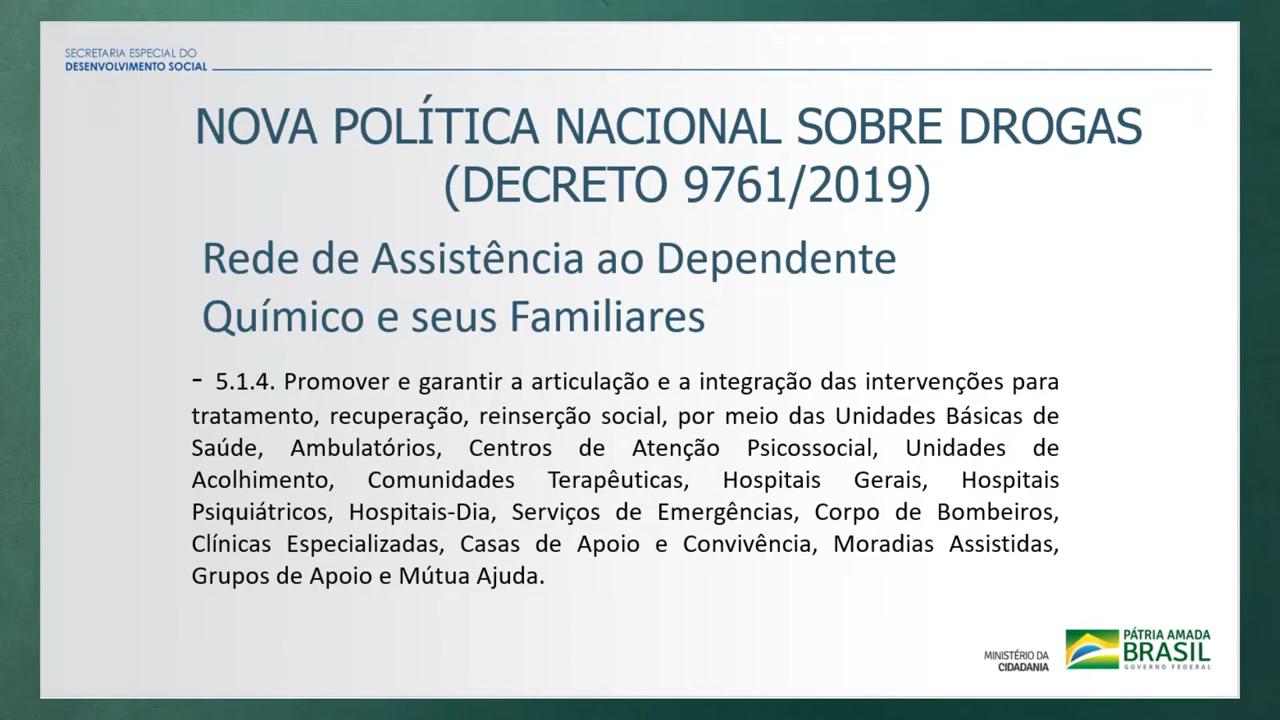 SECRETARIA ESPECIAL DO
DESENVOLVIMENTO SOCIAL
NOVA POLÍTICA NACIONAL SOBRE DROGAS
(DECRETO 9761/2019)
Rede de Assistência ao Dependente
Químico e seus Familiares
- 5.1.4. Promover e garantir a articulação e a integração das intervenções para
tratamento, recuperação, reinserção social, por meio das Unidades Básicas de
Saúde, Ambulatórios, Centros de Atenção Psicossocial, Unidades de
Acolhimento, Comunidades Terapêuticas, Hospitais Gerais, Hospitais
Psiquiátricos, Hospitais-Dia, Serviços de Emergências, Corpo de Bombeiros,
Clínicas Especializadas, Casas de Apoio e Convivência, Moradias Assistidas,
Grupos de Apoio e Mútua Ajuda.
MINISTÉRIO DA
CIDADANIA
PÁTRIA AMADA
BRASIL
GOVERNO FEDERAL